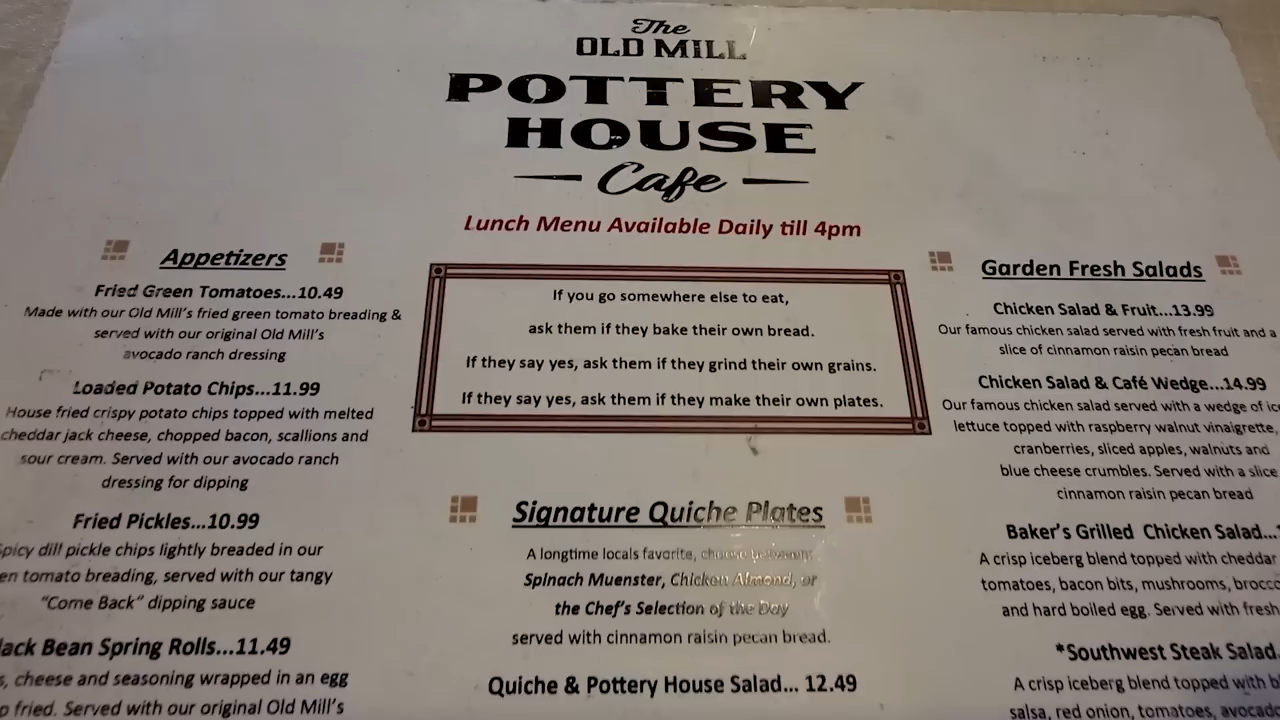 The
OLD MILL
POTTERY
HOUSE
Cafe
Lunch Menu Available Daily till 4pm
Appetizers
Fried Green Tomatoes...10.49
Made with our Old Mill's fried green tomato breading &
served with our original Old Mill's
avocado ranch dressing
Loaded Potato Chips...11.99
House fried crispy potato chips topped with melted
cheddar jack cheese, chopped bacon, scallions and
sour cream. Served with our avocado ranch
dressing for dipping
Fried Pickles...10.99
picy dill pickle chips lightly breaded in our
en tomato breading, served with our tangy
"Come Back" dipping sauce
lack Bean Spring Rolls...11.49
s, cheese and seasoning wrapped in an egg
p fried. Served with our original Old Mill's
If you go somewhere else to eat,
ask them if they bake their own bread.
If they say yes, ask them if they grind their own grains.
If they say yes, ask them if they make their own plates.
Signature Quiche Plates
A longtime locals favorite, choose between:
Spinach Muenster, Chicken Almond, or
the Chef's Selection of the Day
served with cinnamon raisin pecan bread.
Quiche & Pottery House Salad... 12.49
Garden Fresh Salads
Chicken Salad & Fruit...13.99
Our famous chicken salad served with fresh fruit and a
slice of cinnamon raisin pecan bread
Chicken Salad & Café Wedge...14.99
Our famous chicken salad served with a wedge of ice
lettuce topped with raspberry walnut vinaigrette,
cranberries, sliced apples, walnuts and
blue cheese crumbles. Served with a slice
cinnamon raisin pecan bread
Baker's Grilled Chicken Salad...
A crisp iceberg blend topped with cheddar
tomatoes, bacon bits, mushrooms, brocco
and hard boiled egg. Served with fresh
*Southwest Steak Salad.
A crisp iceberg blend topped with b
salsa, red onion, tomatoes, avocado